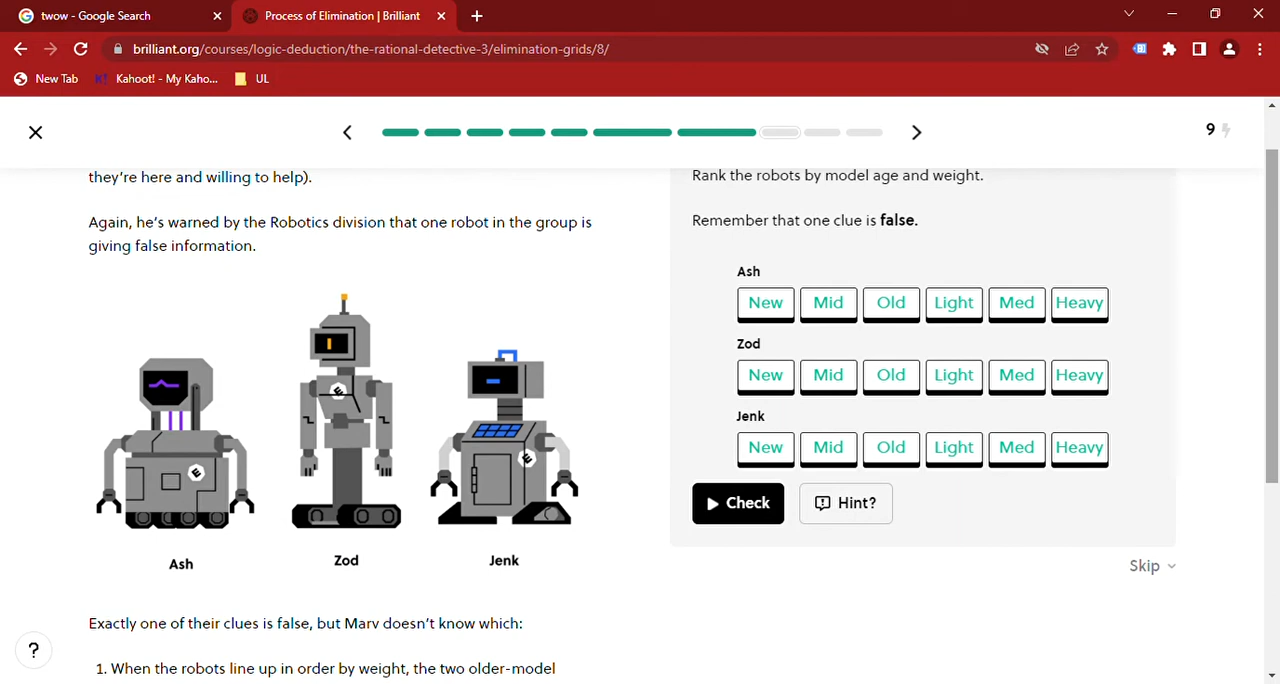 twow - Google Search
Process of Elimination | Brilliant
brilliant.org/courses/logic-deduction/the-rational-detective-3/elimination-grids/8/
New Tab
K! Kahoot! - My Kaho...
UL
9
they're here and willing to help).
Again, he's warned by the Robotics division that one robot in the group is
giving false information.
E
E
E
Ash
Zod
Jenk
Exactly one of their clues is false, but Marv doesn't know which:
1. When the robots line up in order by weight, the two older-model
Rank the robots by model age and weight.
Remember that one clue is false.
Ash
New Mid Old Light Med Heavy
Zod
New Mid Old Light Med Heavy
Jenk
New Mid Old Light Med Heavy
Check
Hint?
Skip
?